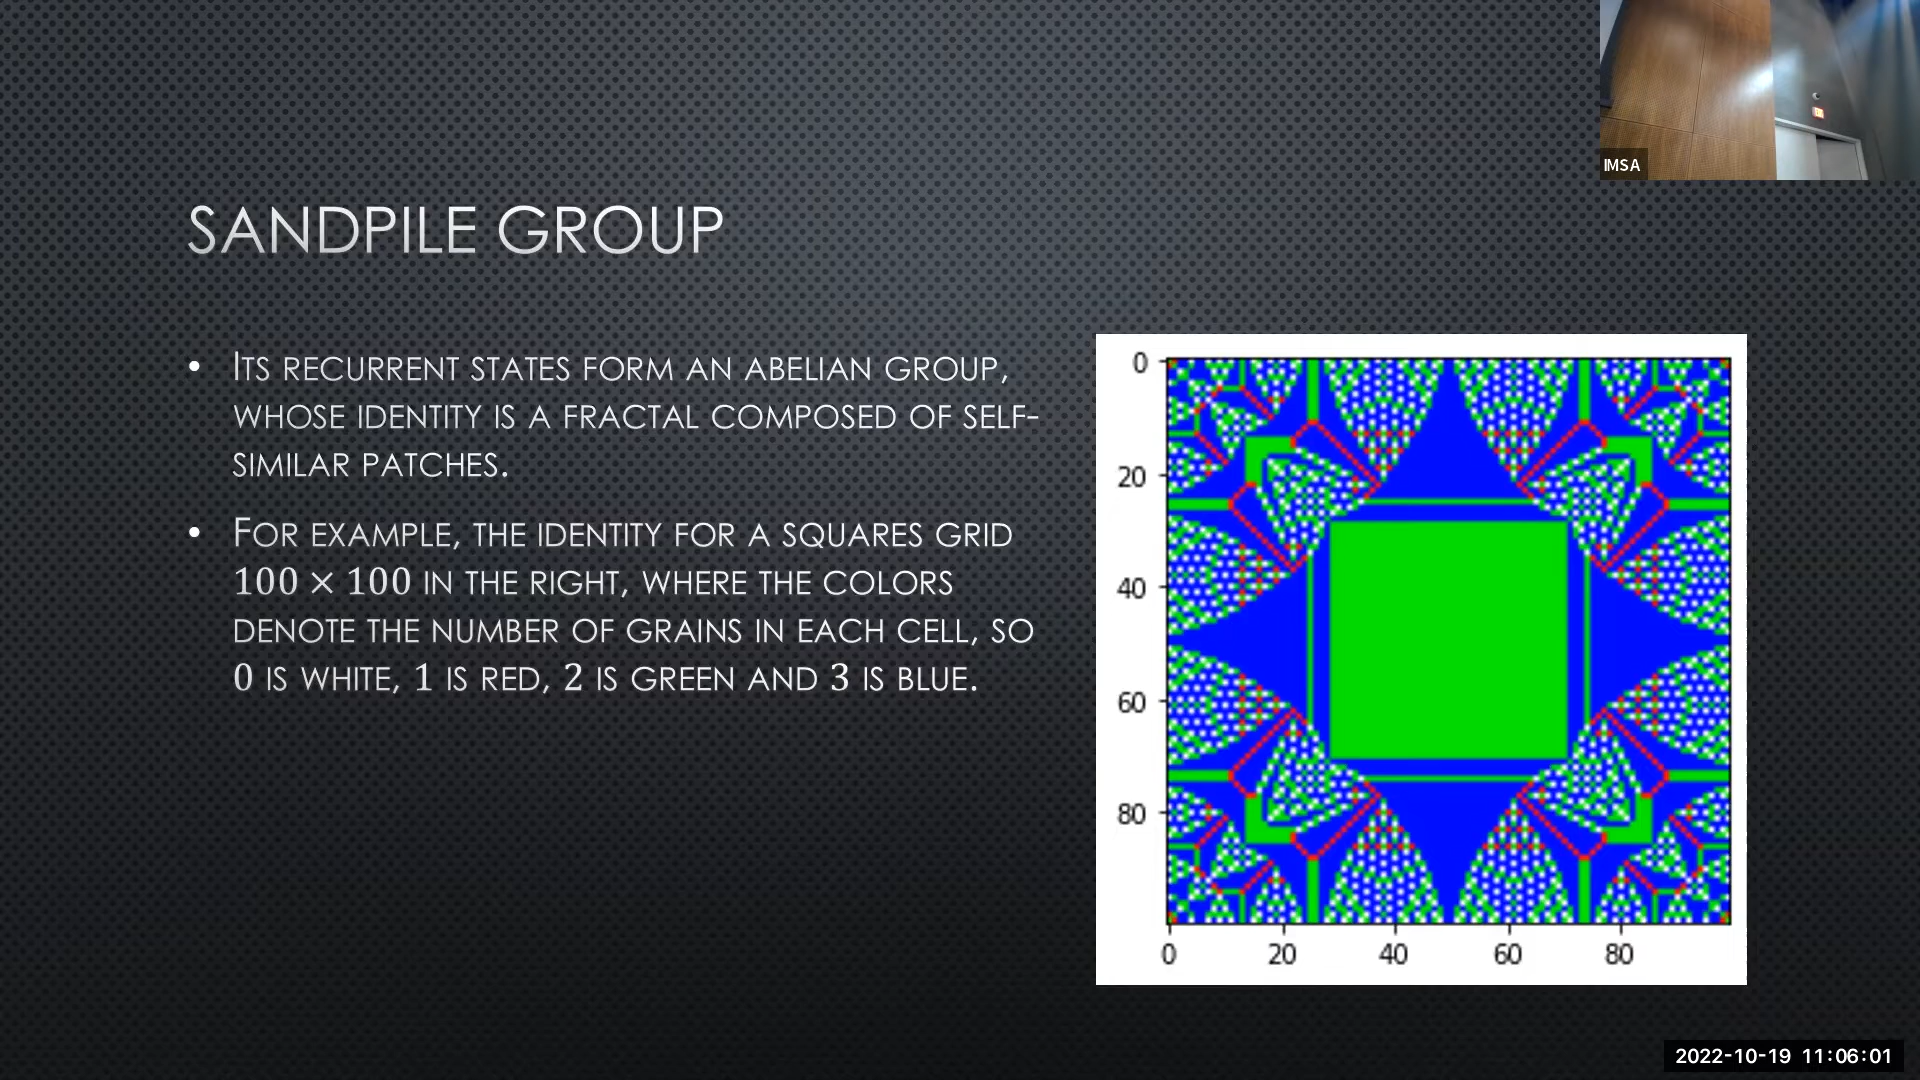 IMSA
SANDPILE GROUP
• ITS RECURRENT STATES FORM AN ABELIAN GROUP,
WHOSE IDENTITY IS A FRACTAL COMPOSED OF SELF-
SIMILAR PATCHES.
• FOR EXAMPLE, THE IDENTITY FOR A SQUARES GRID
100 × 100 IN THE RIGHT, WHERE THE COLORS
DENOTE THE NUMBER OF GRAINS IN EACH CELL, SO
0 IS WHITE, 1 IS RED, 2 IS GREEN AND 3 IS BLUE.
0
20
40
60
80
0 20 40 60 80
2022-10-19 11:06:01